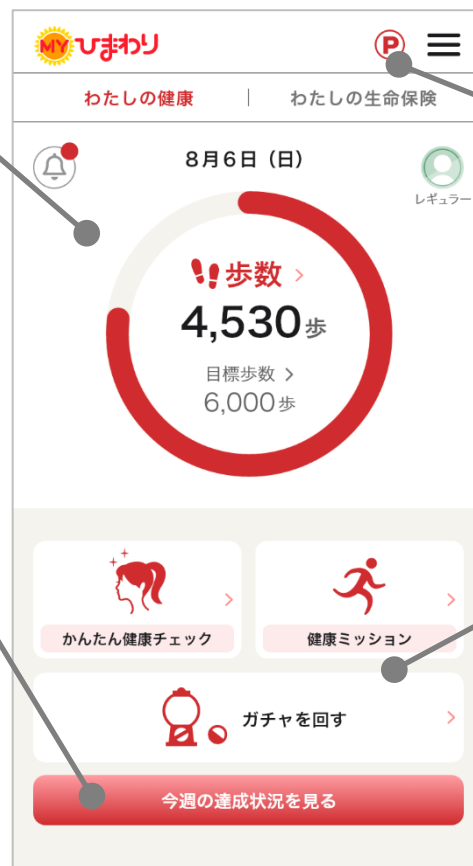 MYひまわり
P
わたしの健康 わたしの生命保険
8月6日(日)
レギュラー
歩数
4,530歩
目標歩数
6,000歩
かんたん健康チェック 健康ミッション
ガチャを回す
今週の達成状況を見る